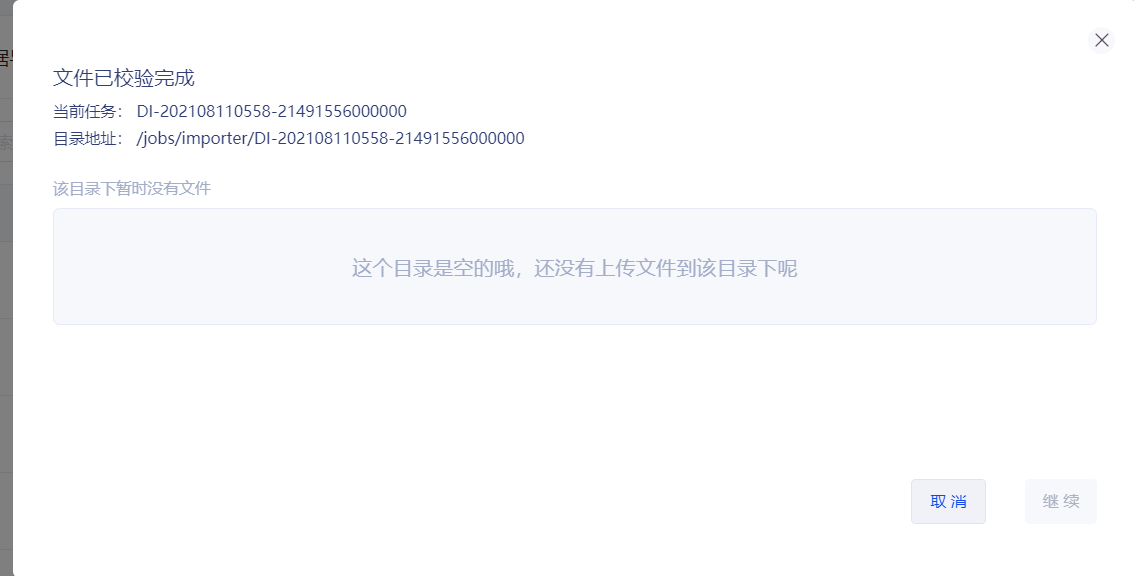 文件已校验完成
当前任务： DI-202108110558-21491556000000
目录地址： /jobs/importer/DI-202108110558-21491556000000
该目录下暂时没有文件
这个目录是空的哦，还没有上传文件到该目录下呢
取 消
继 续